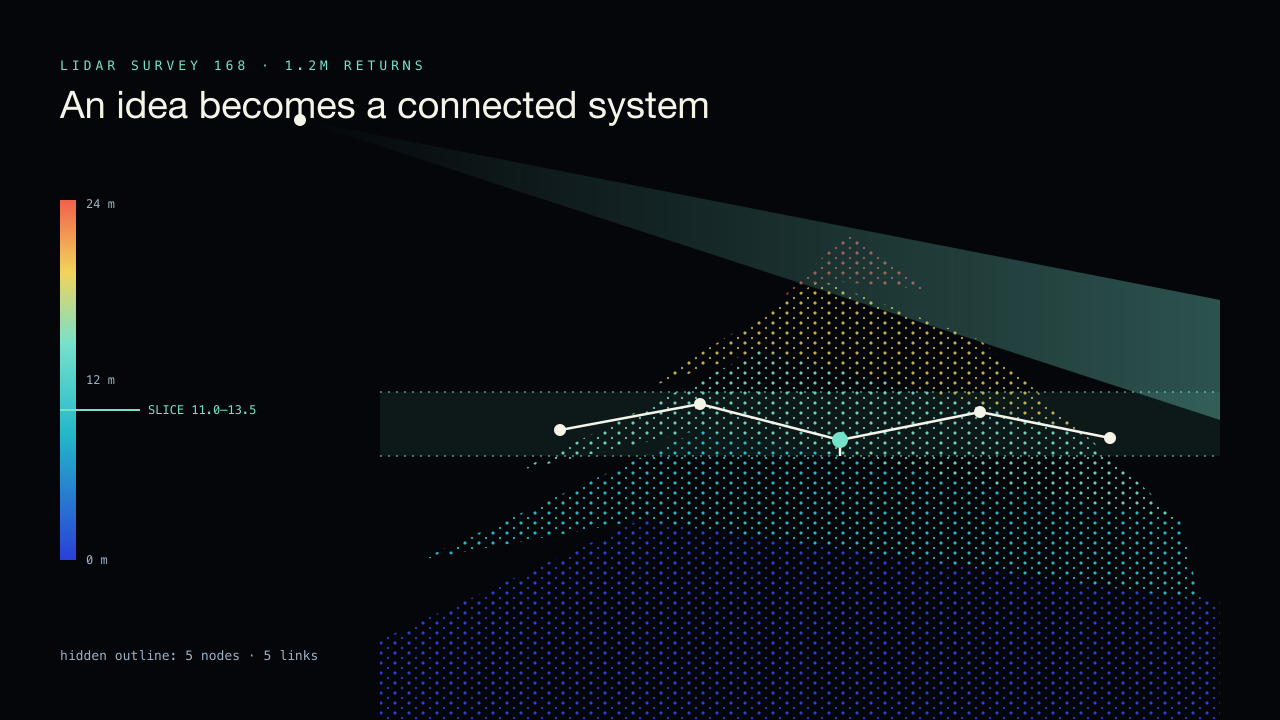 LIDAR SURVEY 168 · 1.2M RETURNS
An idea becomes a connected system
24 m
12 m
SLICE 11.0–13.5
0 m
hidden outline: 5 nodes · 5 links